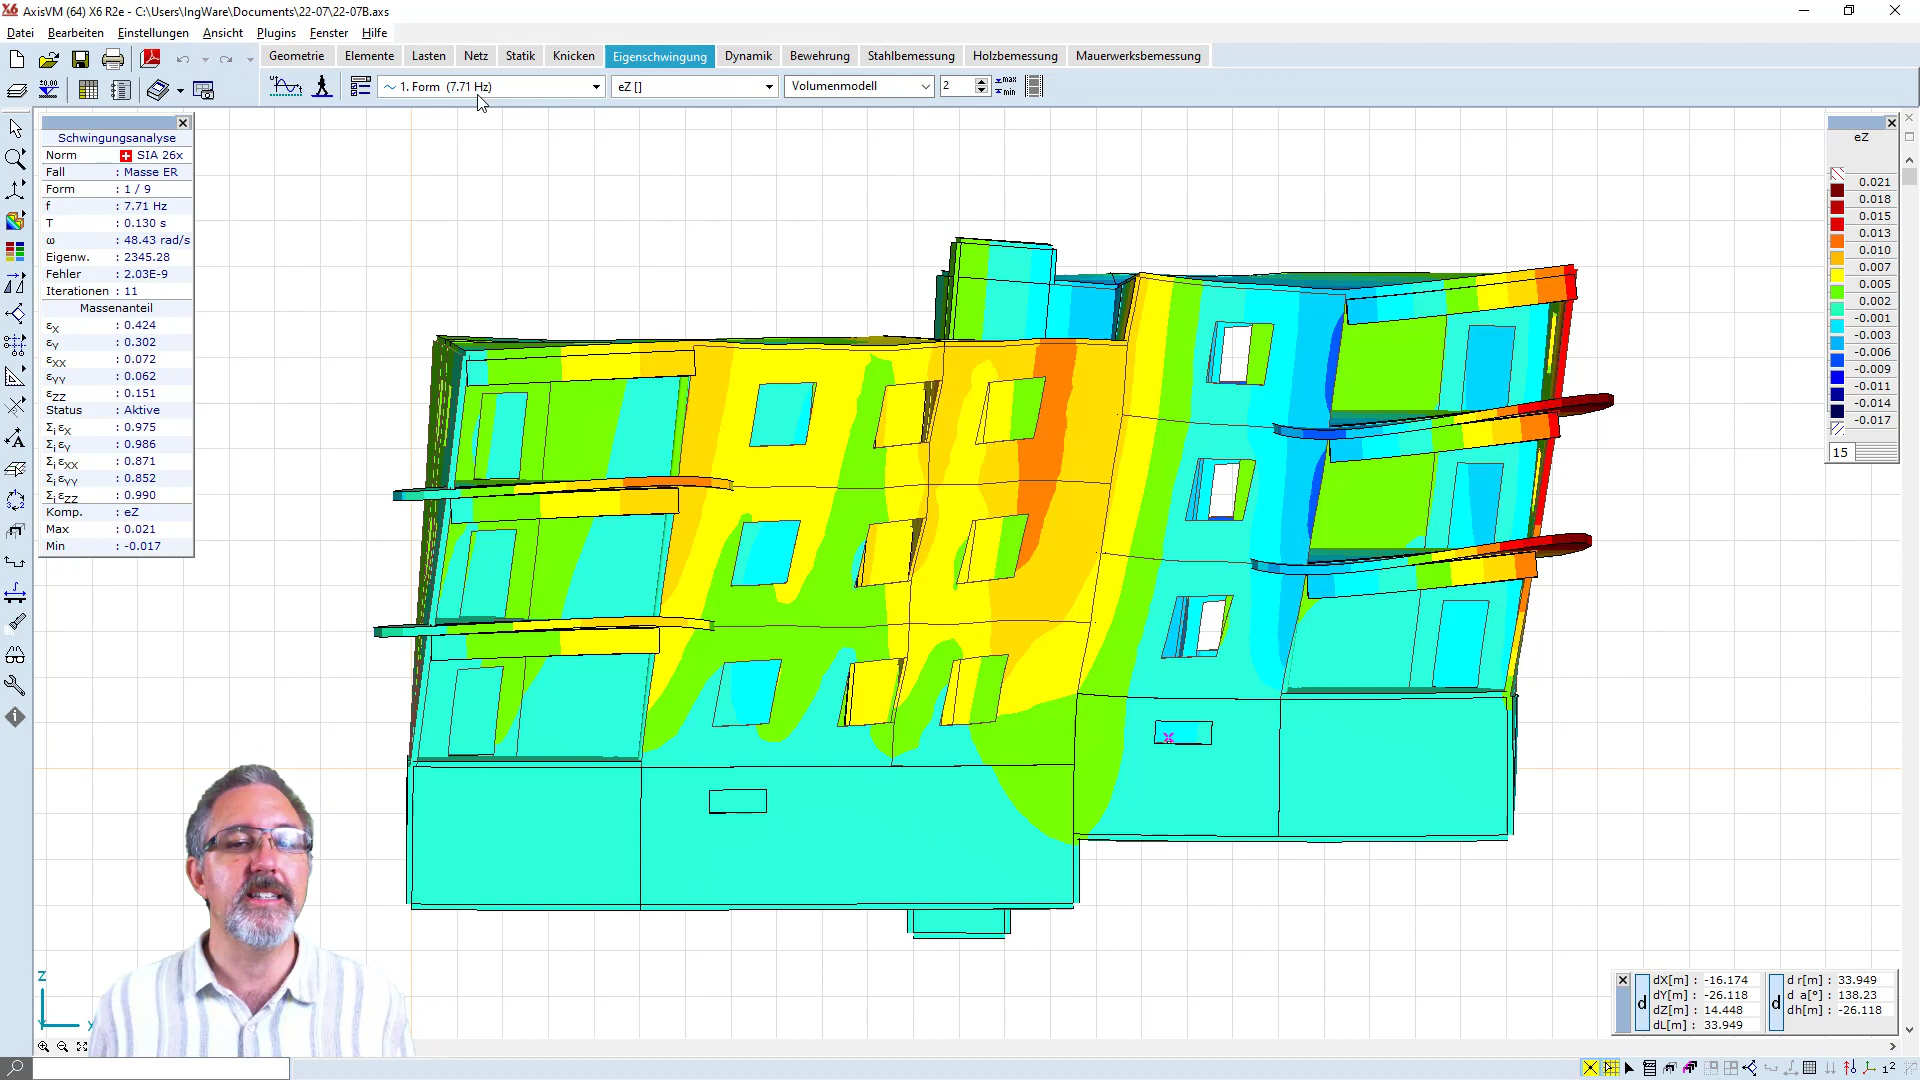 AxisVM (64) X6 R2e - C:\Users\IngWare\Documents\22-07\22-07B.axs
Datei Bearbeiten Einstellungen Ansicht Plugins Fenster Hilfe
Geometrie Elemente Lasten Netz Statik Knicken Eigenschwingung Dynamik Bewehrung Stahlbemessung Holzbemessung Mauerwerksbemessung
1. Form (7.71 Hz) eZ [] Volumenmodell 2 max min
Schwingungsanalyse
Norm SIA 26x
Fall : Masse ER
Form : 1 / 9
f : 7.71 Hz
T : 0.130 s
ω : 48.43 rad/s
Eigenw. : 2345.28
Fehler : 2.03E-9
Iterationen : 11
Massenanteil
εX : 0.424
εY : 0.302
εXX : 0.072
εYY : 0.062
εZZ : 0.151
Status : Aktive
Σi εX : 0.975
Σi εY : 0.986
Σi εXX : 0.871
Σi εYY : 0.852
Σi εZZ : 0.990
Komp. : eZ
Max : 0.021
Min : -0.017
eZ
0.021
0.018
0.015
0.013
0.010
0.007
0.005
0.002
-0.001
-0.003
-0.006
-0.009
-0.011
-0.014
-0.017
15
Z
X
d
dX[m] : -16.174
dY[m] : -26.118
dZ[m] : 14.448
dL[m] : 33.949
d
d r[m] : 33.949
d a[°] : 138.23
dh[m] : -26.118